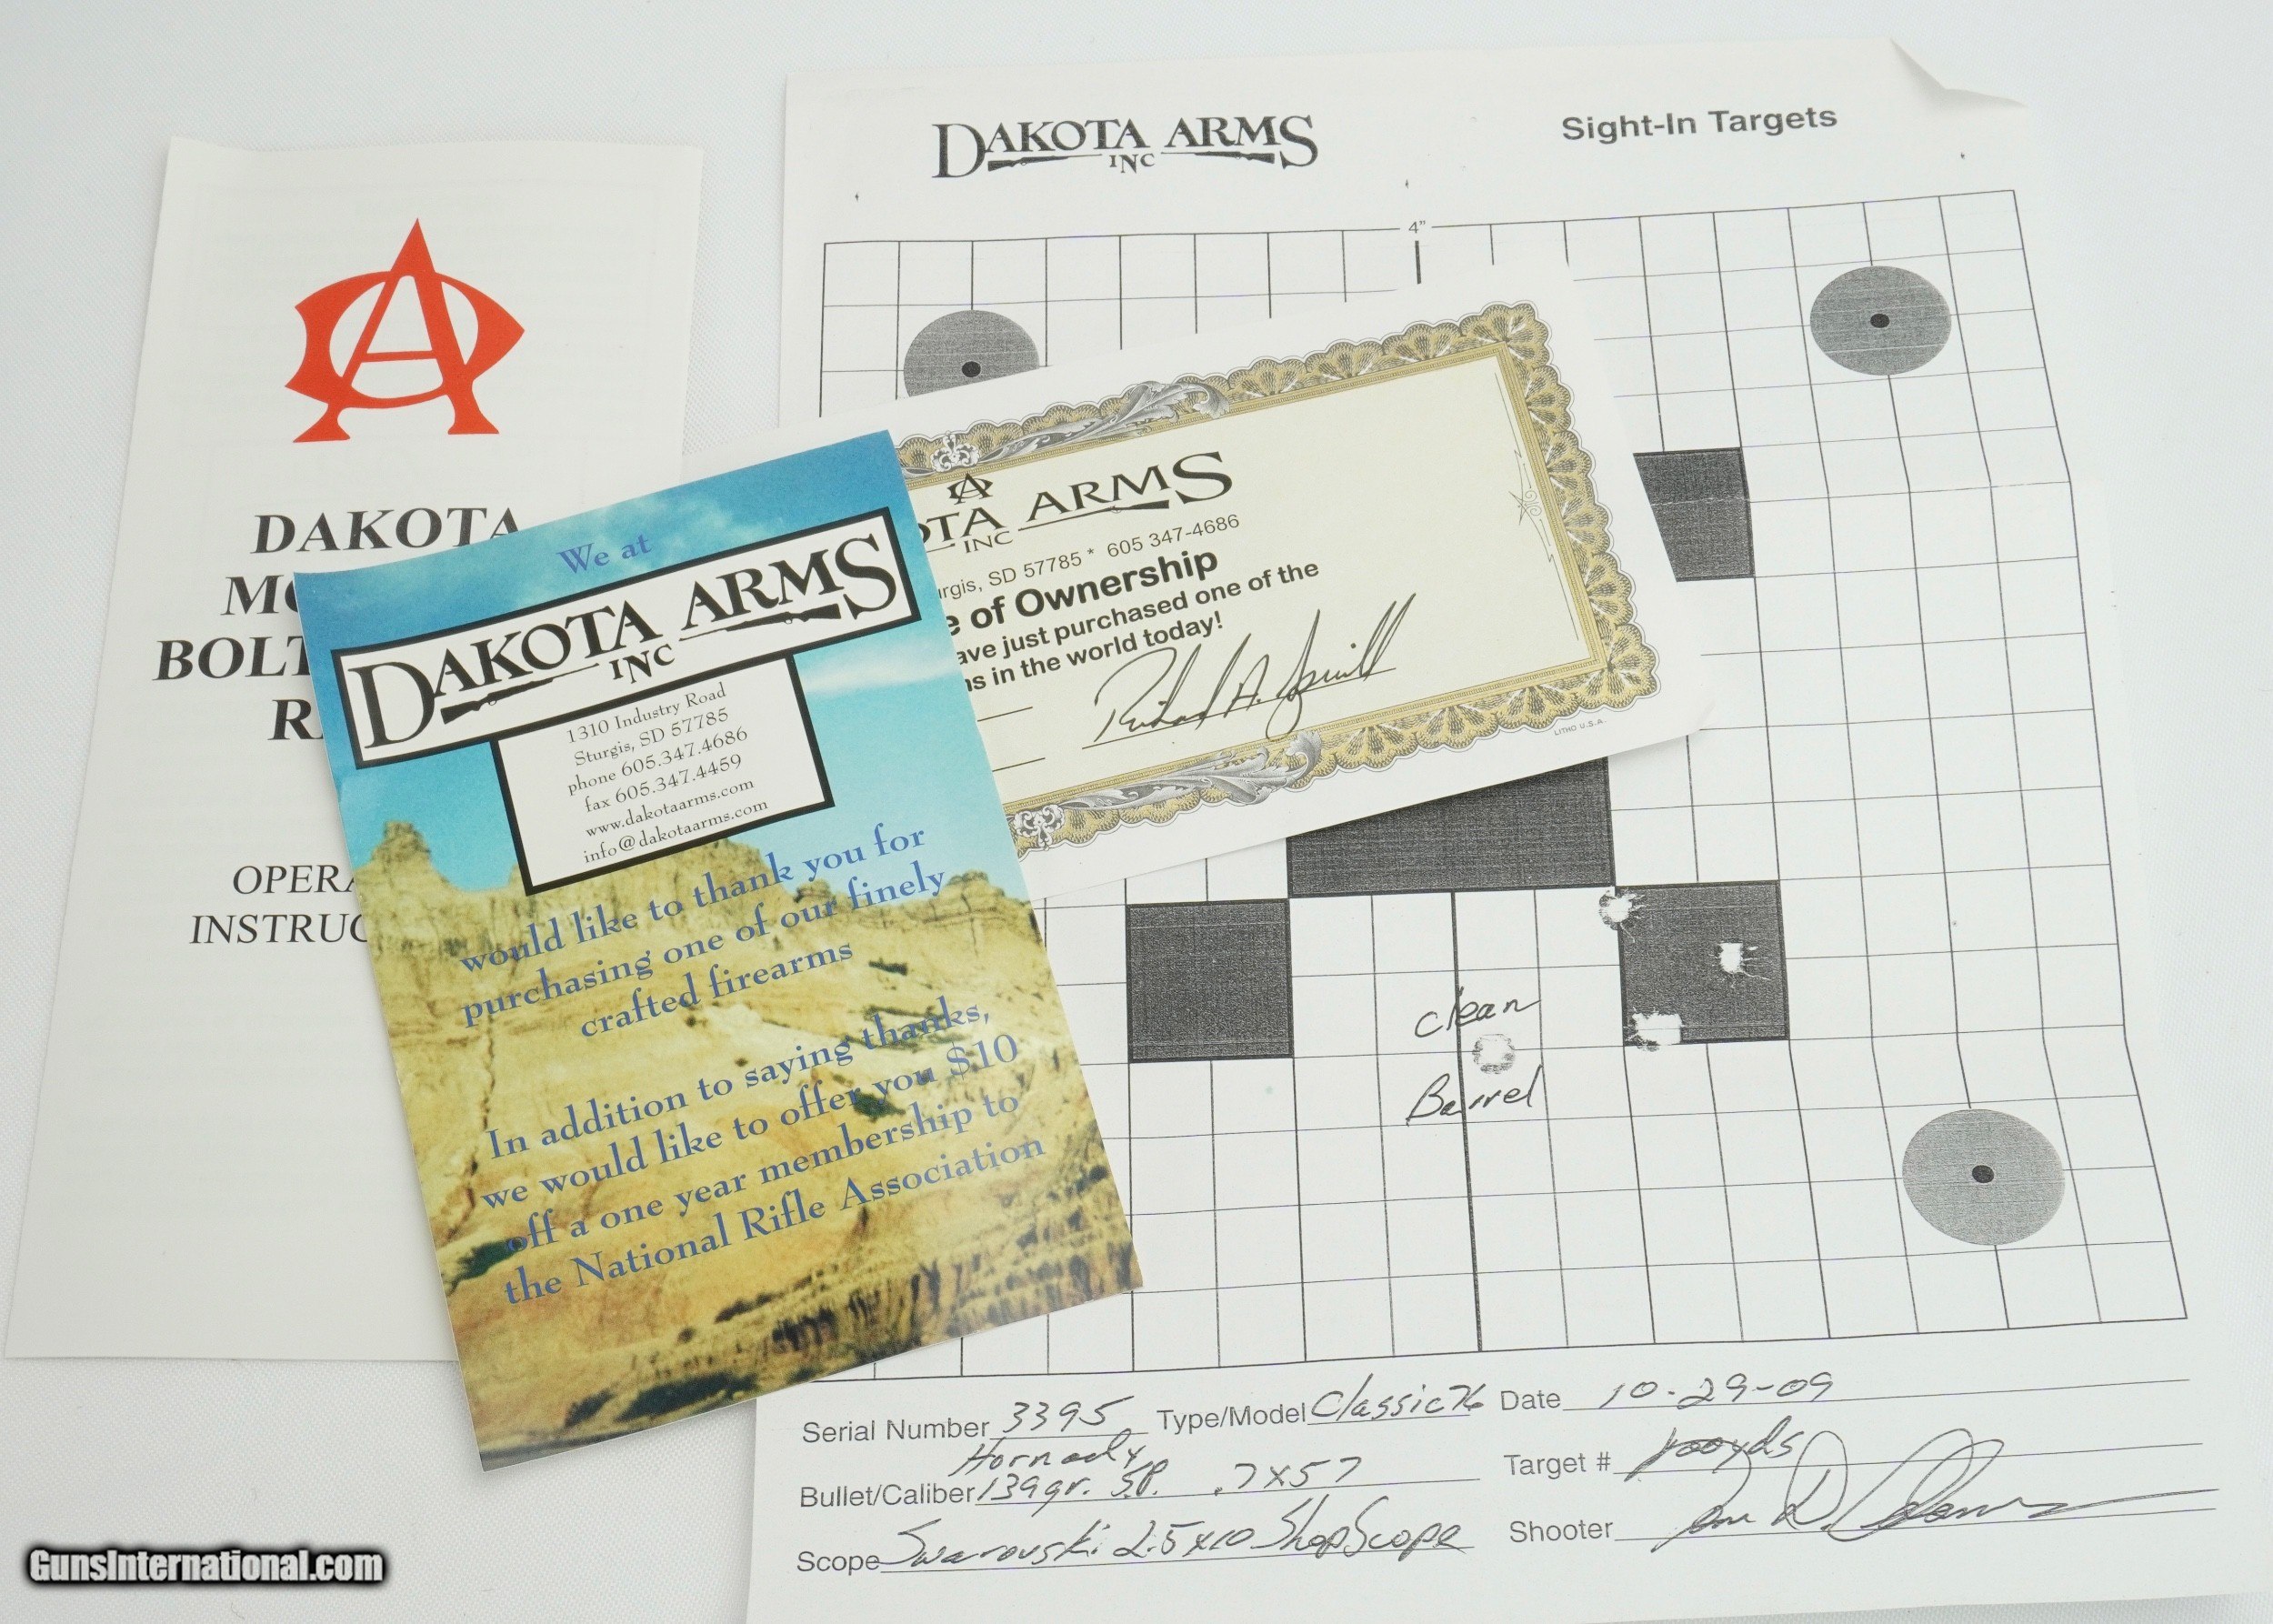 DAKOTA
BOLT
OPERA
INSTRUC
DAKOTA ARMS
INC
Sight-In Targets
4"
OTA ARMS
INC
urgis, SD 57785 * 605 347-4686
e of Ownership
ave just purchased one of the
ns in the world today!
LITHO U.S.A.
We at
DAKOTA ARMS
INC
1310 Industry Road
Sturgis, SD 57785
phone 605.347.4686
fax 605.347.4459
www.dakotaarms.com
info@dakotaarms.com
would like to thank you for
purchasing one of our finely
crafted firearms
In addition to saying thanks,
we would like to offer you $10
off a one year membership to
the National Rifle Association
clean
Barrel
Serial Number 3395 Type/Model Classic 76 Date 10-29-09
Hornady
Bullet/Caliber 139gr. S.P. .7x57 Target # 100yds
Scope Swarovski 2.5x10 Shop Scope Shooter
GunsInternational.com